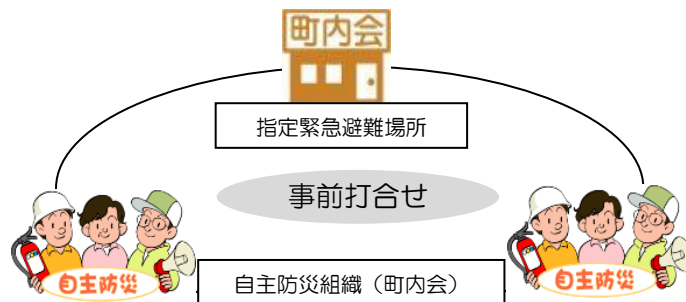 町内会
指定緊急避難場所
事前打合せ
自主防災
自主防災組織（町内会）
自主防災